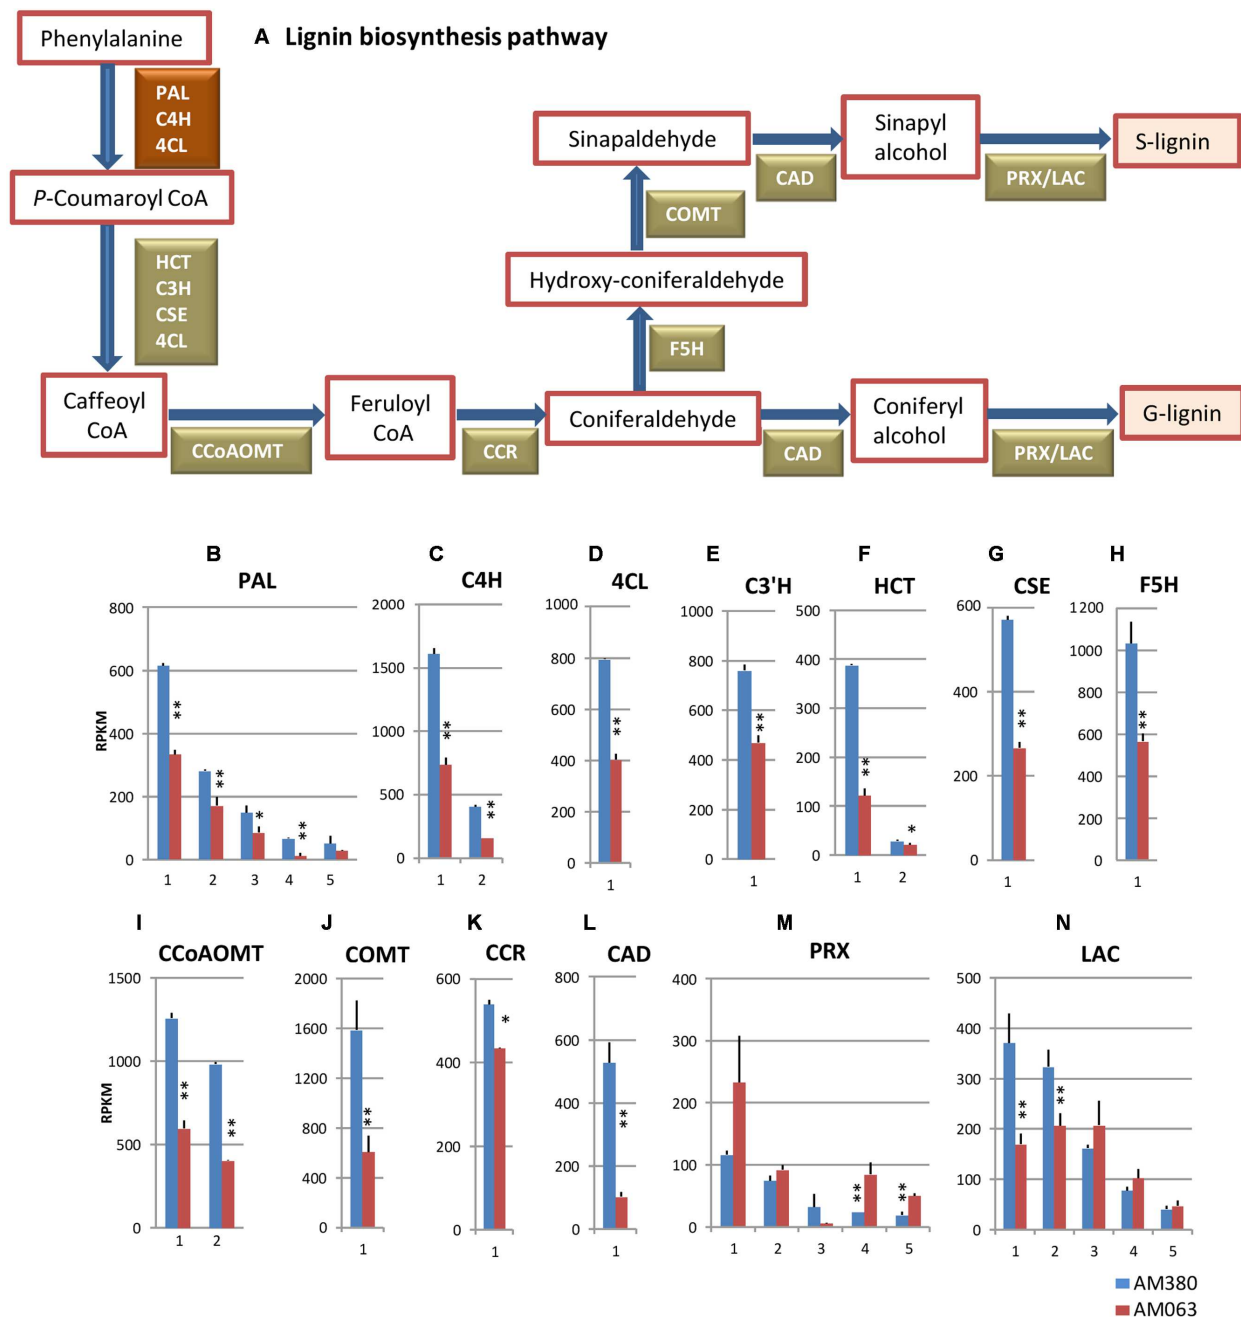 A Lignin biosynthesis pathway
Phenylalanine
PAL
C4H
4CL
P-Coumaroyl CoA
HCT
C3H
CSE
4CL
Caffeoyl
CoA
CCoAOMT
Feruloyl
CoA
CCR
Coniferaldehyde
F5H
Hydroxy-coniferaldehyde
COMT
Sinapaldehyde
CAD
Sinapyl
alcohol
PRX/LAC
S-lignin
CAD
Coniferyl
alcohol
PRX/LAC
G-lignin
B
PAL
RPKM
800
600
400
200
0
**
**
*
**
1 2 3 4 5
C
C4H
2000
1500
1000
500
0
**
**
1 2
D
4CL
1000
800
600
400
200
0
**
1
E
C3'H
1000
800
600
400
200
0
**
1
F
HCT
500
400
300
200
100
0
**
*
1 2
G
CSE
600
400
200
0
**
1
H
F5H
1200
1000
800
600
400
200
0
**
1
I
CCoAOMT
RPKM
1500
1000
500
0
**
**
1 2
J
COMT
2000
1600
1200
800
400
0
**
1
K
CCR
600
400
200
0
*
1
L
CAD
800
600
400
200
0
**
1
M
PRX
400
300
200
100
0
**
**
1 2 3 4 5
N
LAC
500
400
300
200
100
0
**
**
1 2 3 4 5
AM380
AM063